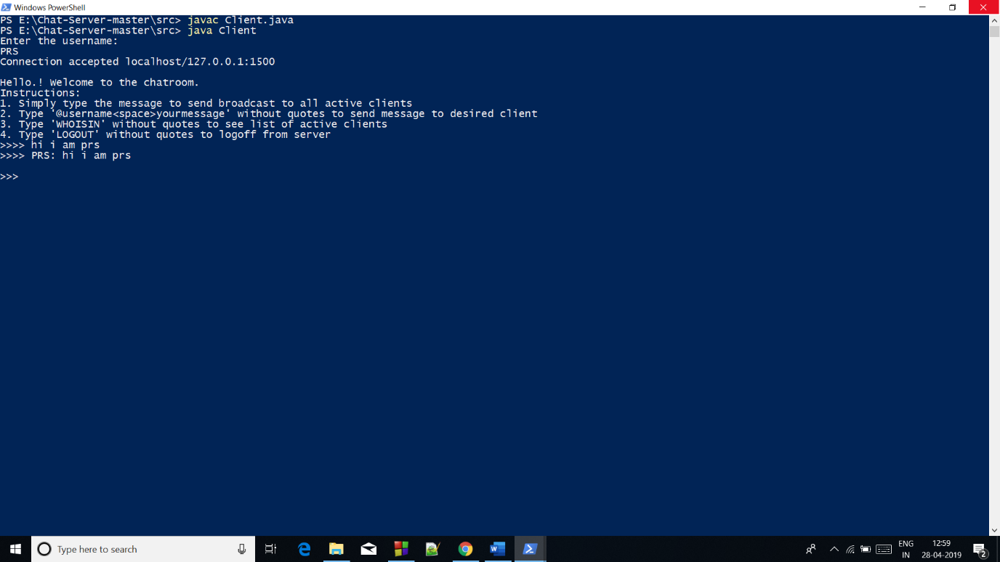 Windows PowerShell
PS E:\Chat-Server-master\src> javac Client.java
PS E:\Chat-Server-master\src> java Client
Enter the username:
PRS
Connection accepted localhost/127.0.0.1:1500
Hello.! Welcome to the chatroom.
Instructions:
1. Simply type the message to send broadcast to all active clients
2. Type '@username<space>yourmessage' without quotes to send message to desired client
3. Type 'WHOISIN' without quotes to see list of active clients
4. Type 'LOGOUT' without quotes to logoff from server
>>>> hi i am prs
>>>> PRS: hi i am prs
>>>
Type here to search
ENG
IN
12:59
28-04-2019
2